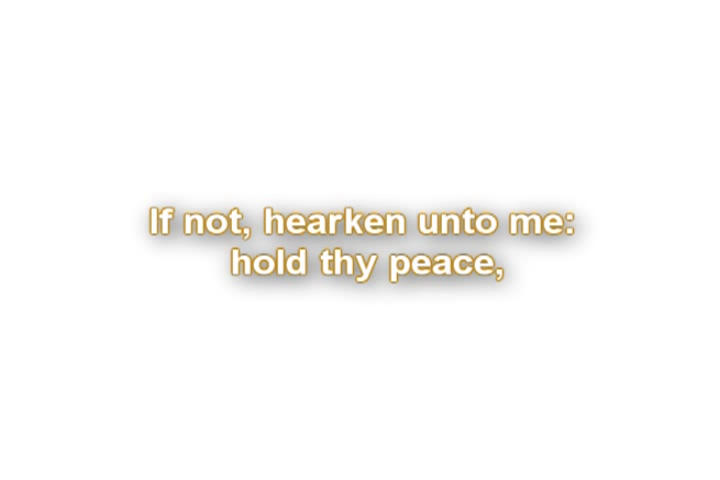 If not, hearken unto me:
hold thy peace,